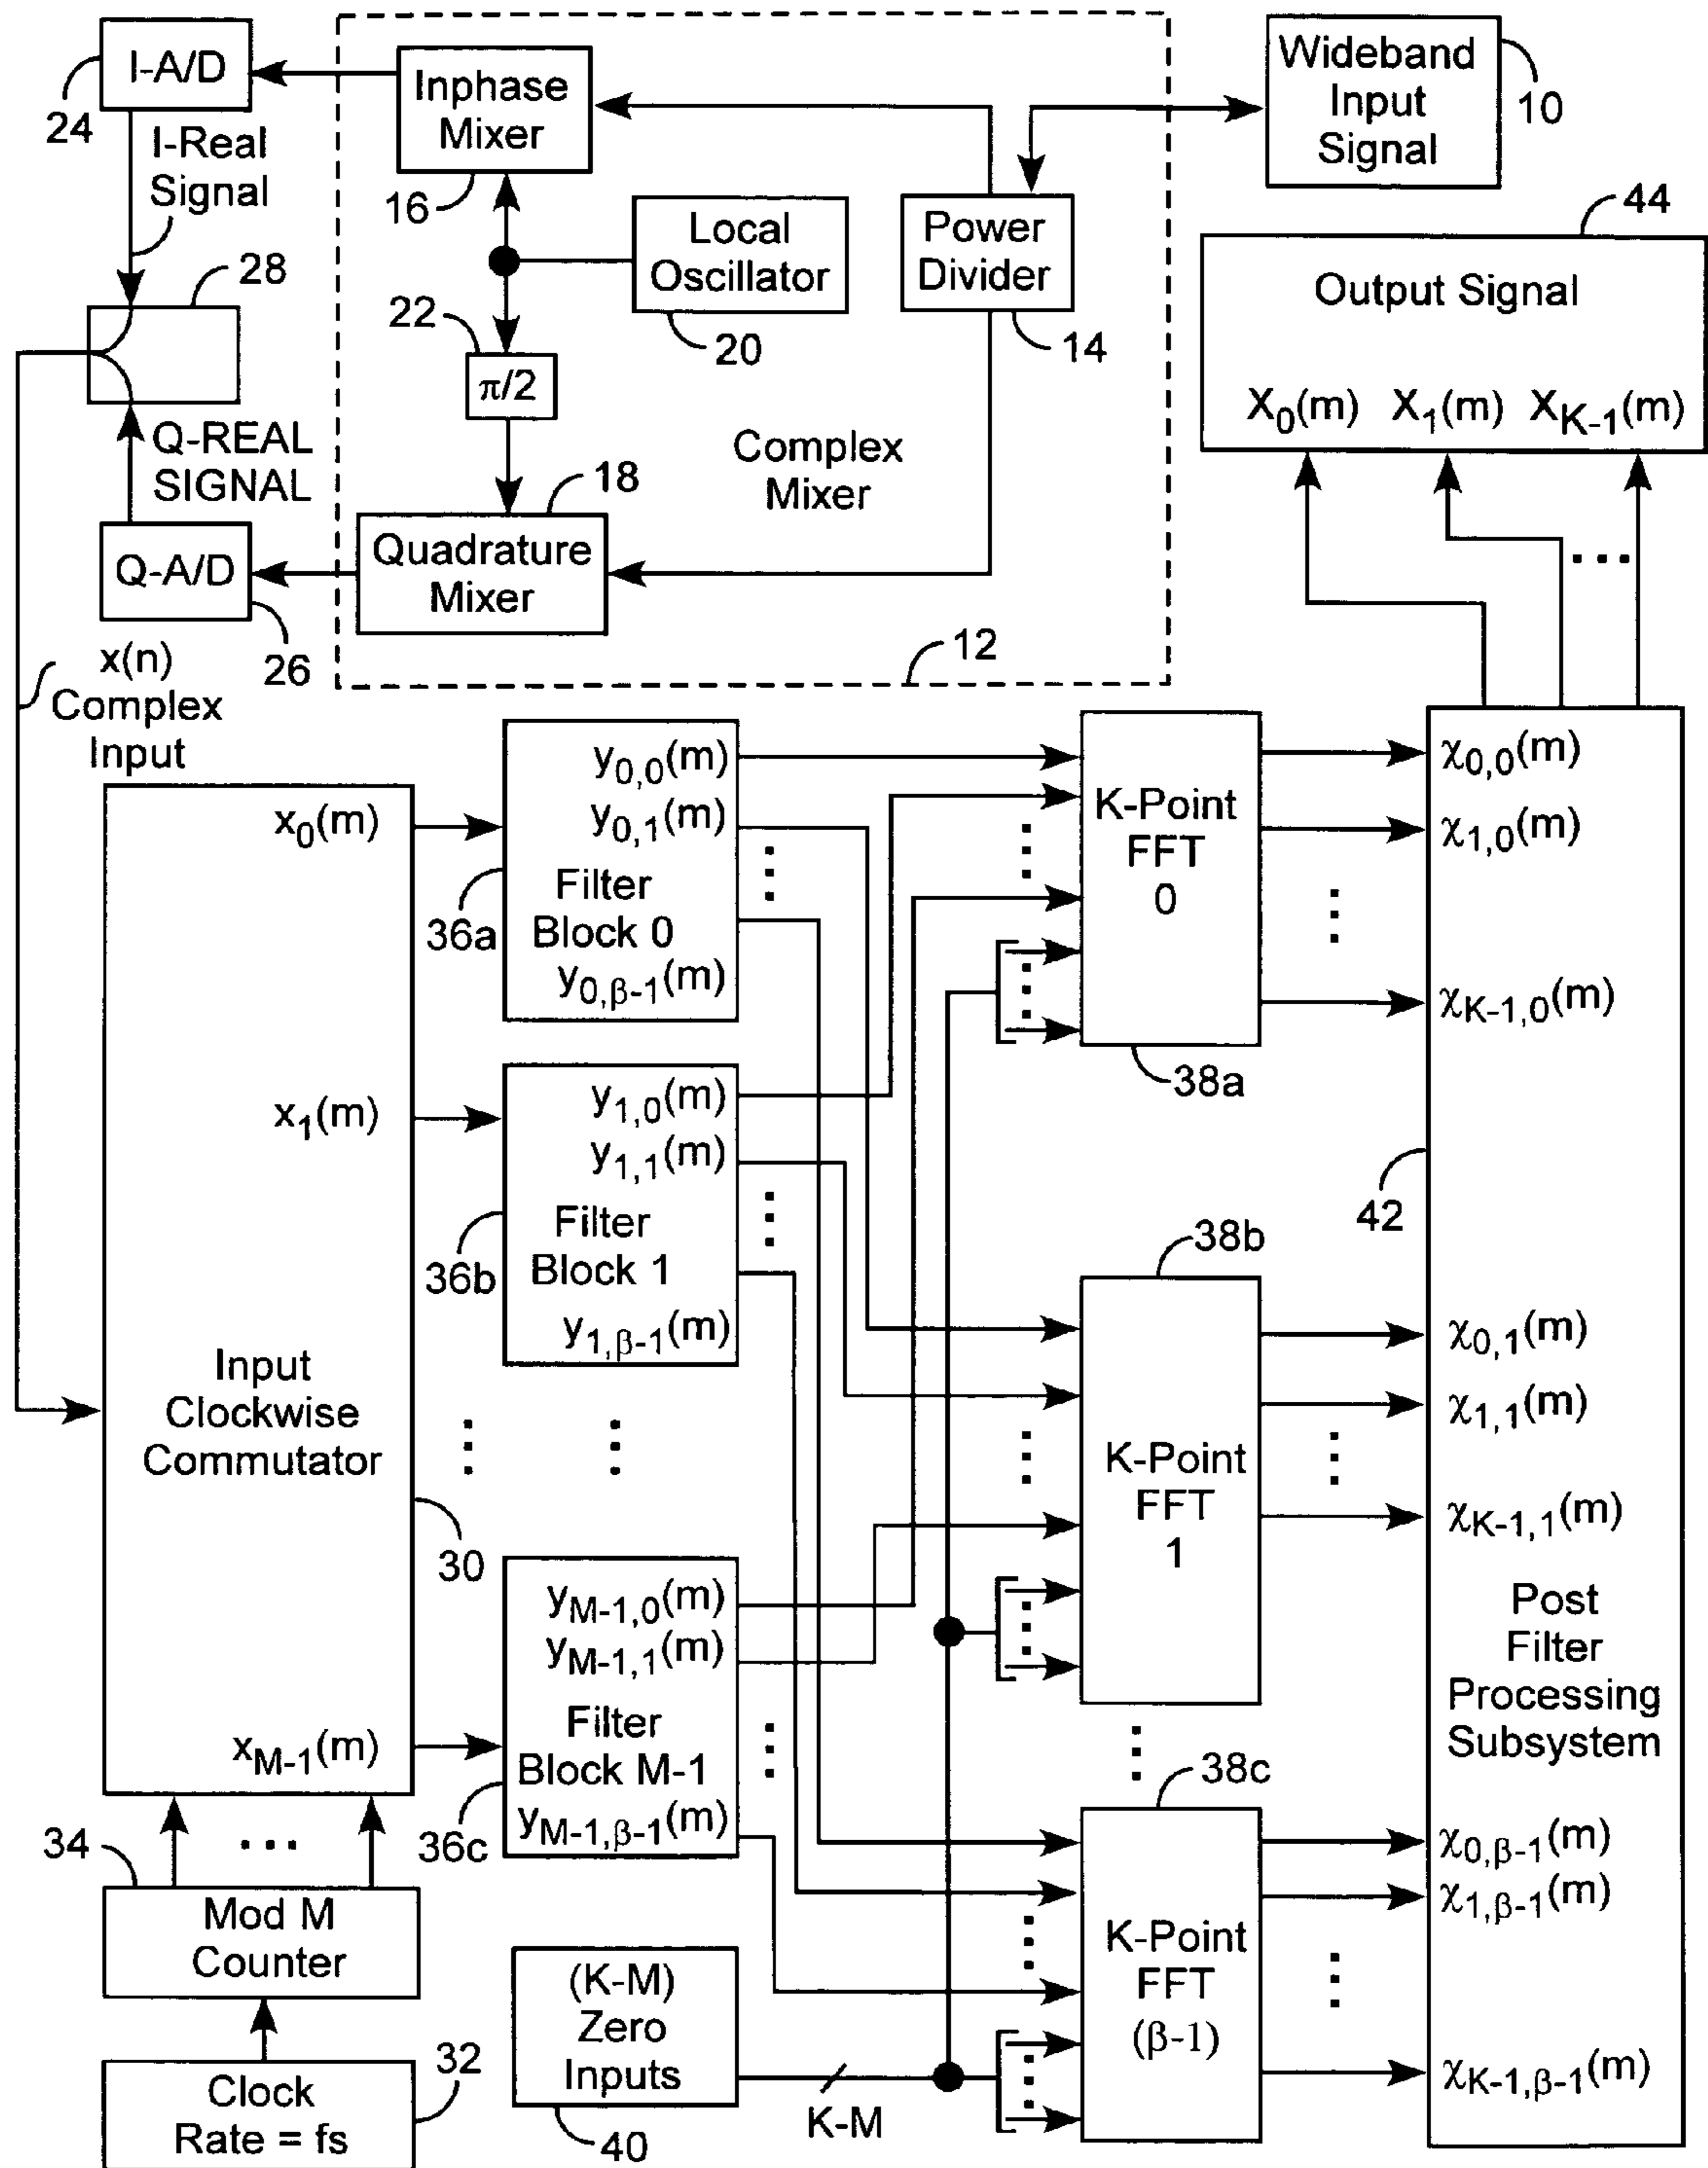 24
I-A/D
Inphase
Mixer
16
Wideband
Input
Signal
10
I-Real
Signal
28
Local
Oscillator
20
Power
Divider
14
44
Output Signal
X0(m) X1(m) XK-1(m)
...
22
π/2
Q-REAL
SIGNAL
18
Complex
Mixer
Q-A/D
26
Quadrature
Mixer
12
x(n)
Complex
Input
x0(m)
x1(m)
Input
Clockwise
Commutator
30
xM-1(m)
34
...
Mod M
Counter
32
Clock
Rate = fs
y0,0(m)
y0,1(m)
Filter
Block 0
36a
y0,β-1(m)
y1,0(m)
y1,1(m)
Filter
Block 1
36b
y1,β-1(m)
yM-1,0(m)
yM-1,1(m)
Filter
Block M-1
36c
yM-1,β-1(m)
(K-M)
Zero
Inputs
40
K-M
K-Point
FFT
0
38a
38b
K-Point
FFT
1
38c
K-Point
FFT
(β-1)
χ0,0(m)
χ1,0(m)
χK-1,0(m)
42
χ0,1(m)
χ1,1(m)
χK-1,1(m)
Post
Filter
Processing
Subsystem
χ0,β-1(m)
χ1,β-1(m)
χK-1,β-1(m)